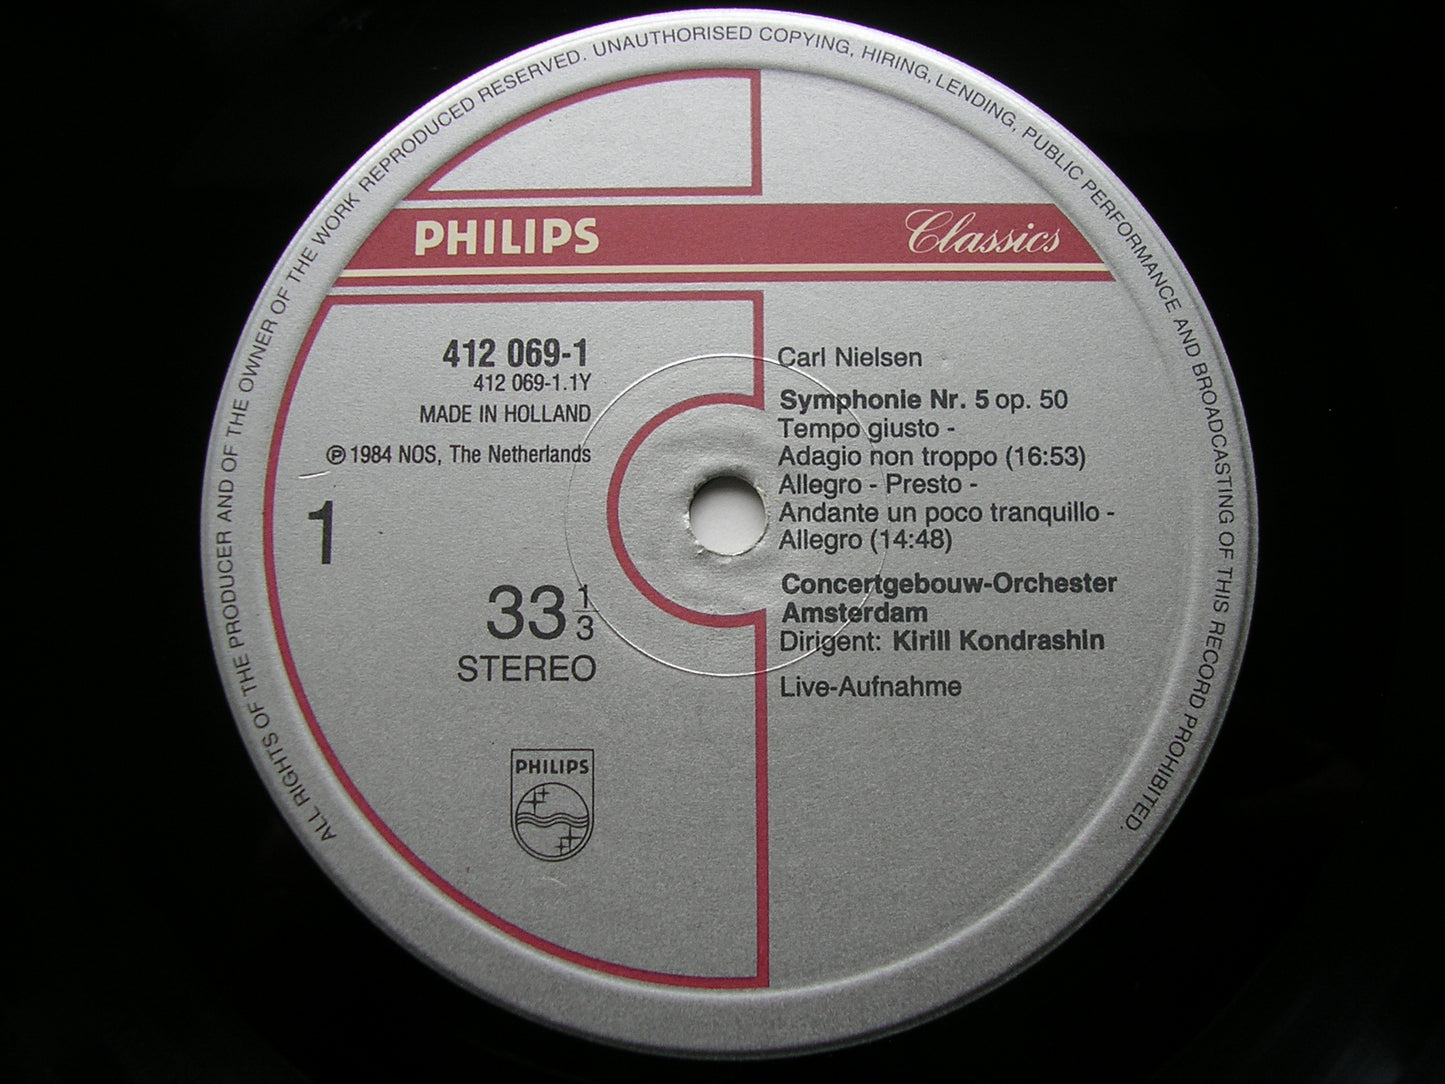 ALL RIGHTS OF THE PRODUCER AND OF THE OWNER OF THE WORK REPRODUCED RESERVED. UNAUTHORISED COPYING, HIRING, LENDING, PUBLIC PERFORMANCE AND BROADCASTING OF THIS RECORD PROHIBITED.
PHILIPS Classics
412 069-1
412 069-1.1Y
MADE IN HOLLAND
℗ 1984 NOS, The Netherlands
1
33 1/3
STEREO
PHILIPS
Carl Nielsen
Symphonie Nr. 5 op. 50
Tempo giusto -
Adagio non troppo (16:53)
Allegro - Presto -
Andante un poco tranquillo -
Allegro (14:48)
Concertgebouw-Orchester
Amsterdam
Dirigent: Kirill Kondrashin
Live-Aufnahme